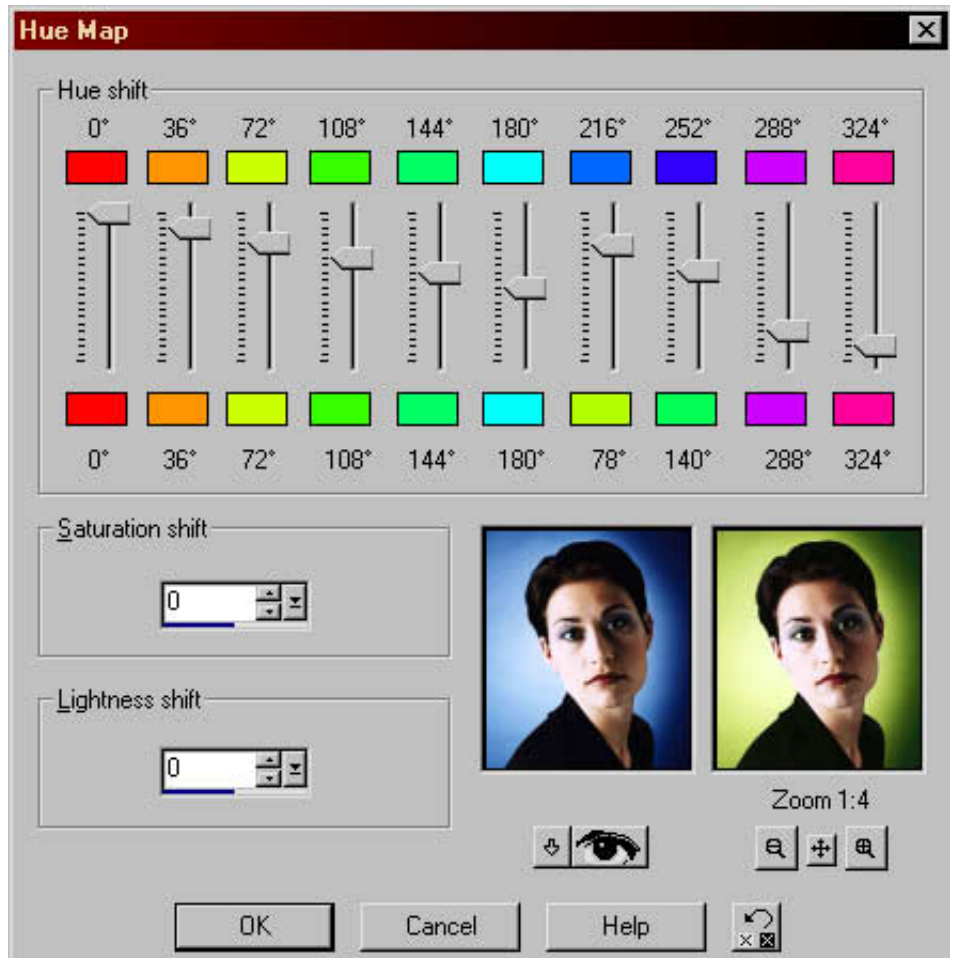 Hue Map
Hue shift
0° 36° 72° 108° 144° 180° 216° 252° 288° 324°
0° 36° 72° 108° 144° 180° 78° 140° 288° 324°
Saturation shift
0
Lightness shift
0
Zoom 1:4
OK Cancel Help